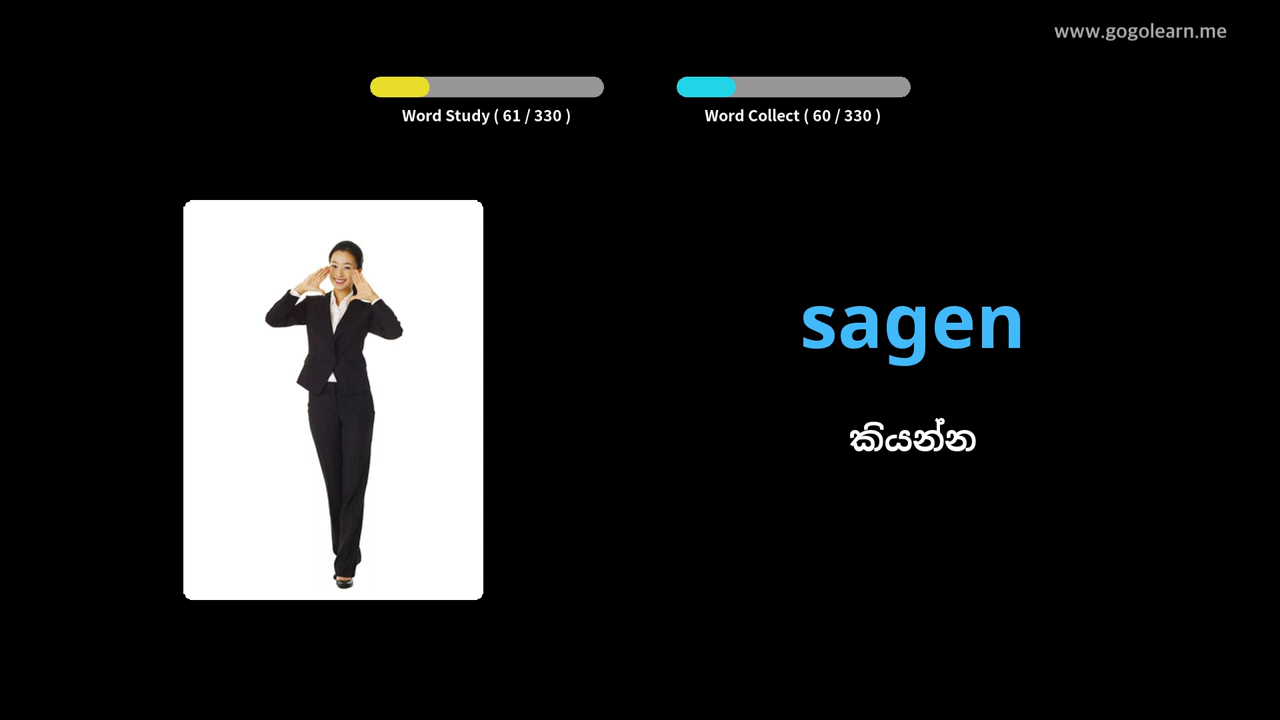 www.gogolearn.me
Word Study ( 61 / 330 )
Word Collect ( 60 / 330 )
sagen
කියන්න